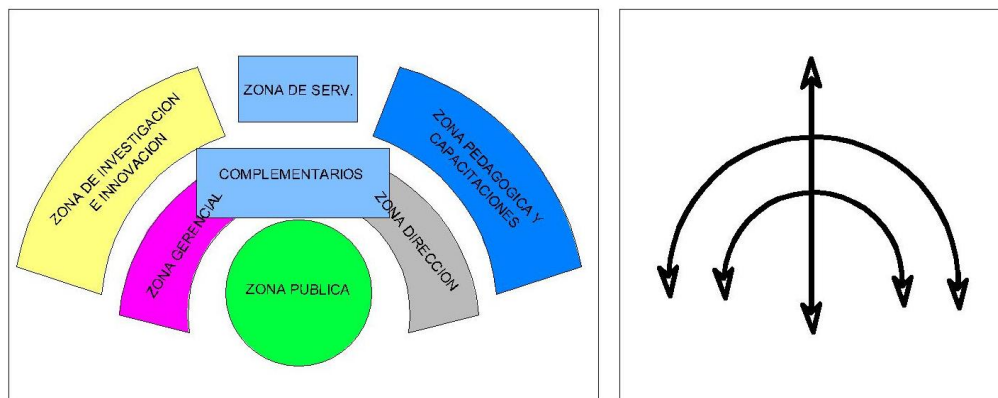 ZONA DE SERV.
ZONA DE INVESTIGACION
E INNOVACION
ZONA PEDAGOGICA Y
CAPACITACIONES
COMPLEMENTARIOS
ZONA GERENCIAL
ZONA DIRECCION
ZONA PUBLICA